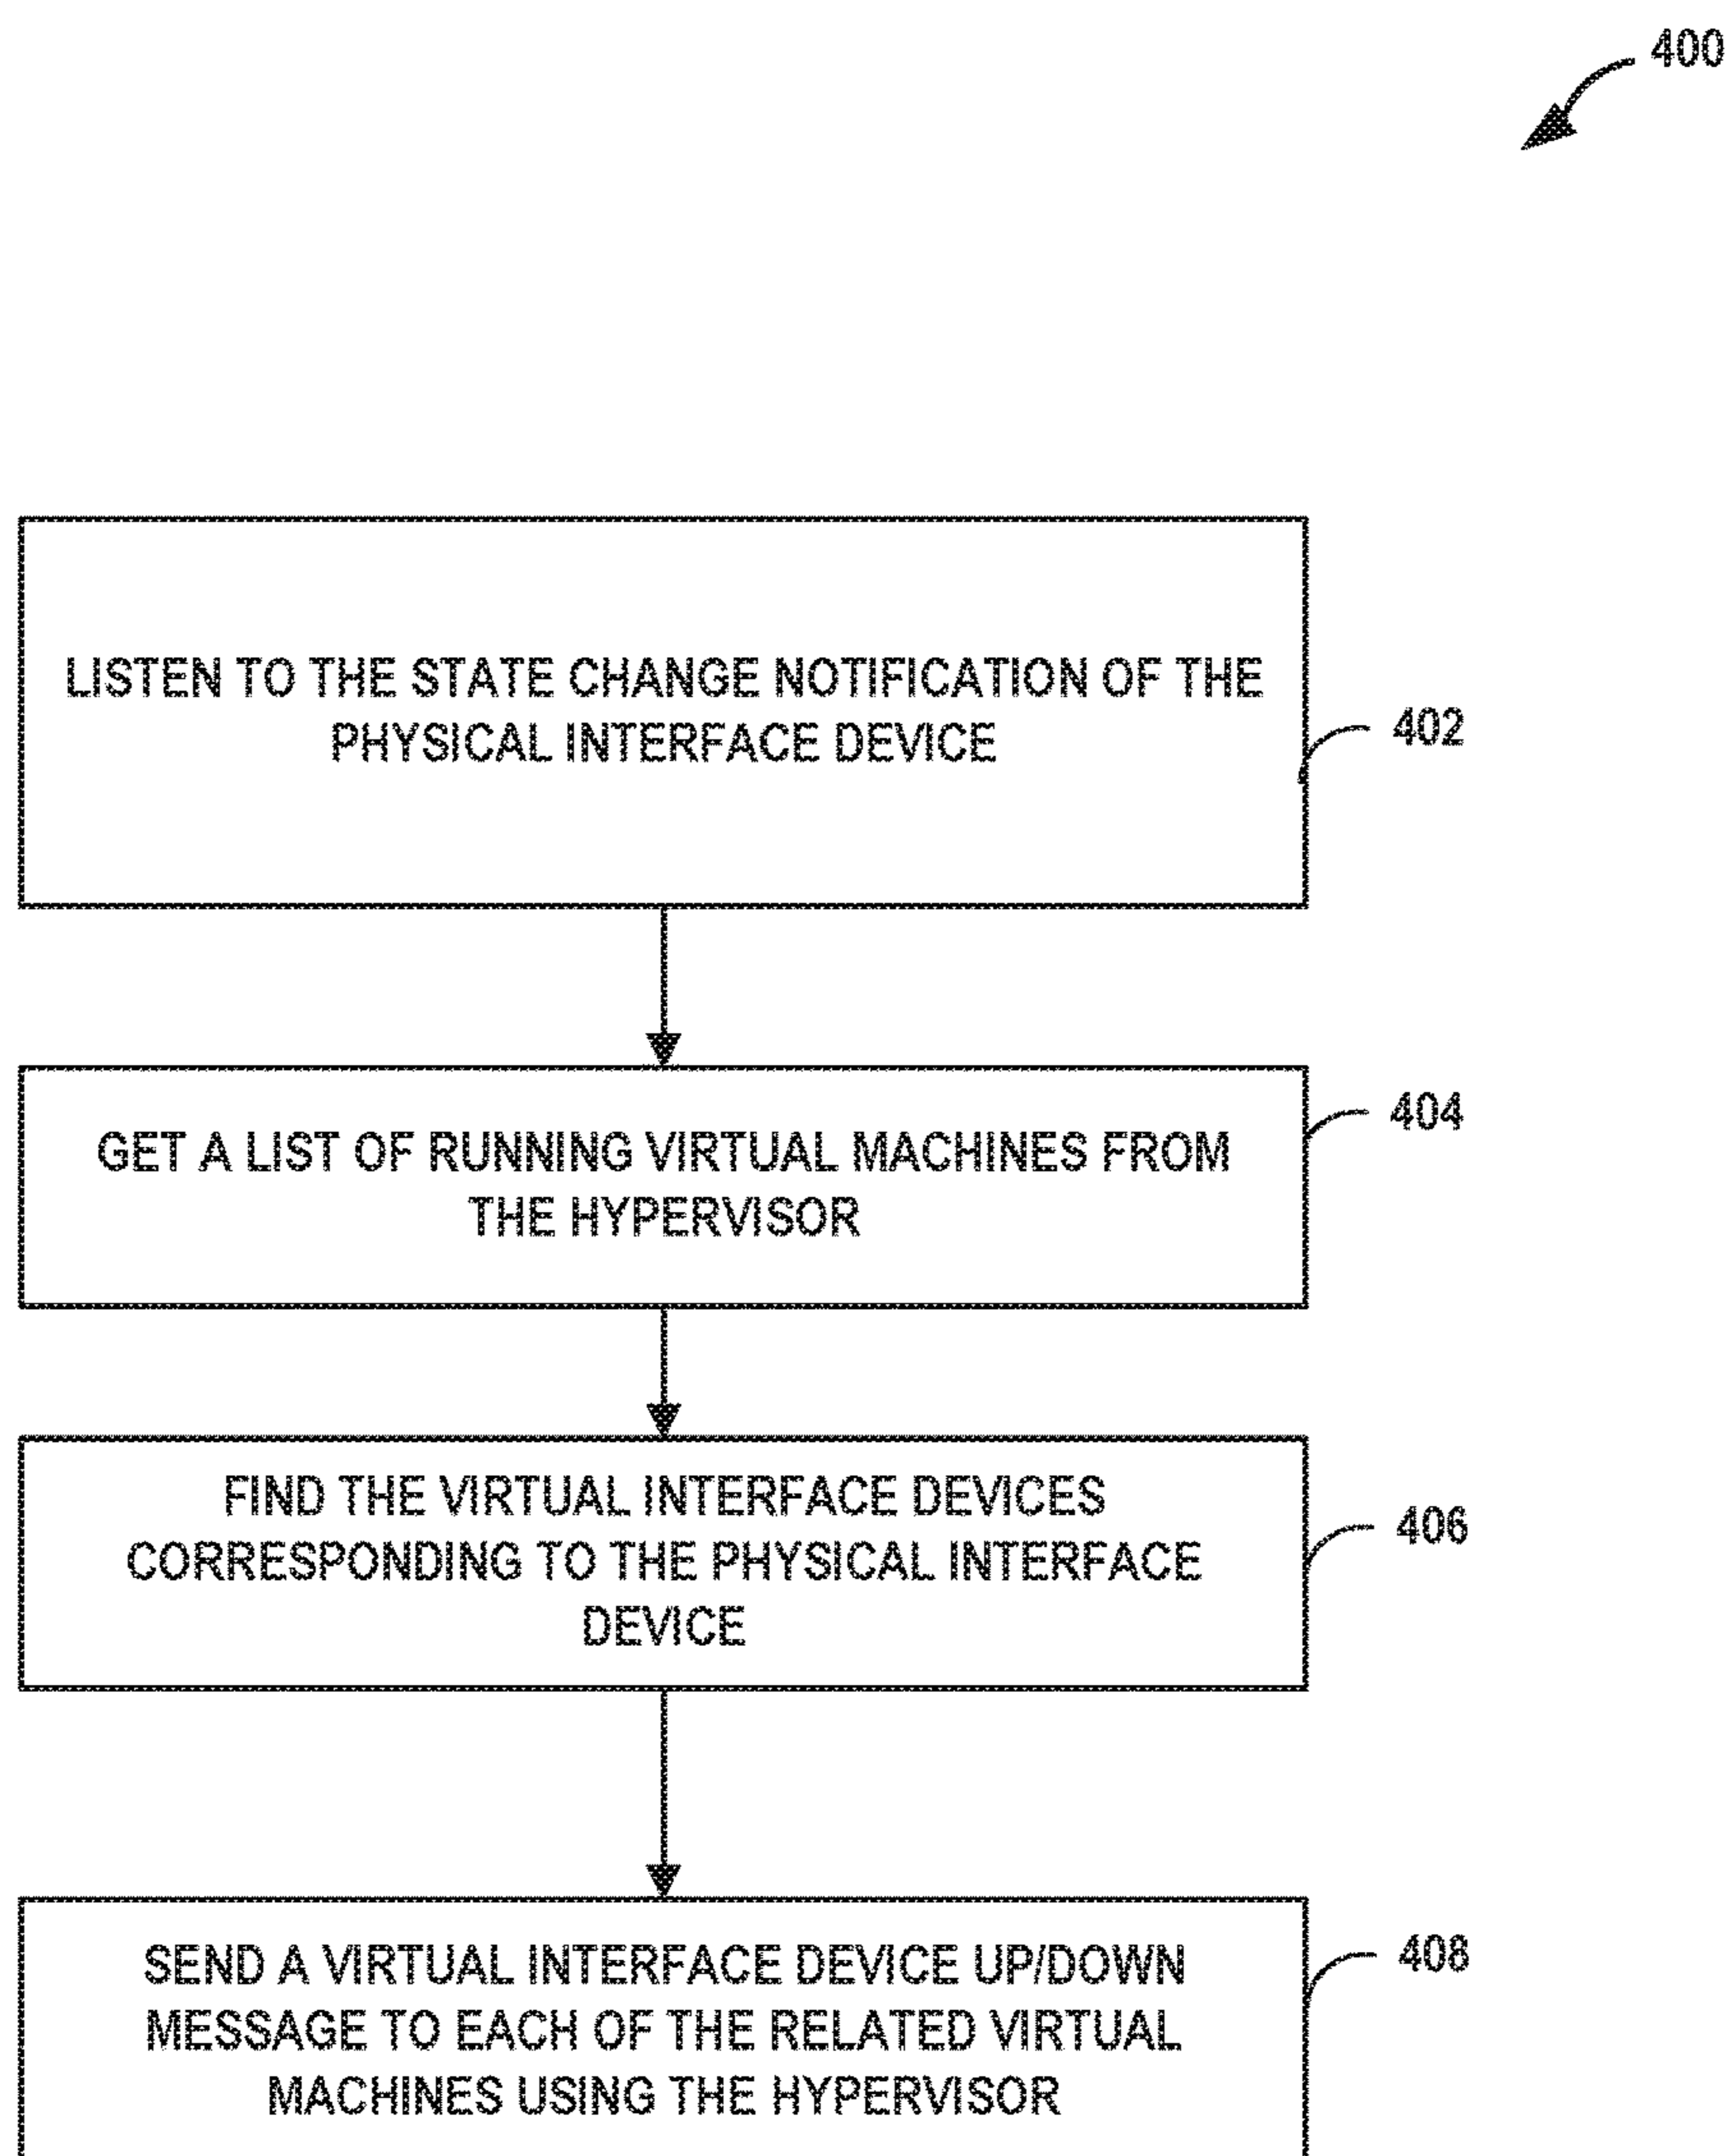 400
LISTEN TO THE STATE CHANGE NOTIFICATION OF THE
PHYSICAL INTERFACE DEVICE
402
GET A LIST OF RUNNING VIRTUAL MACHINES FROM
THE HYPERVISOR
404
FIND THE VIRTUAL INTERFACE DEVICES
CORRESPONDING TO THE PHYSICAL INTERFACE
DEVICE
406
SEND A VIRTUAL INTERFACE DEVICE UP/DOWN
MESSAGE TO EACH OF THE RELATED VIRTUAL
MACHINES USING THE HYPERVISOR
408